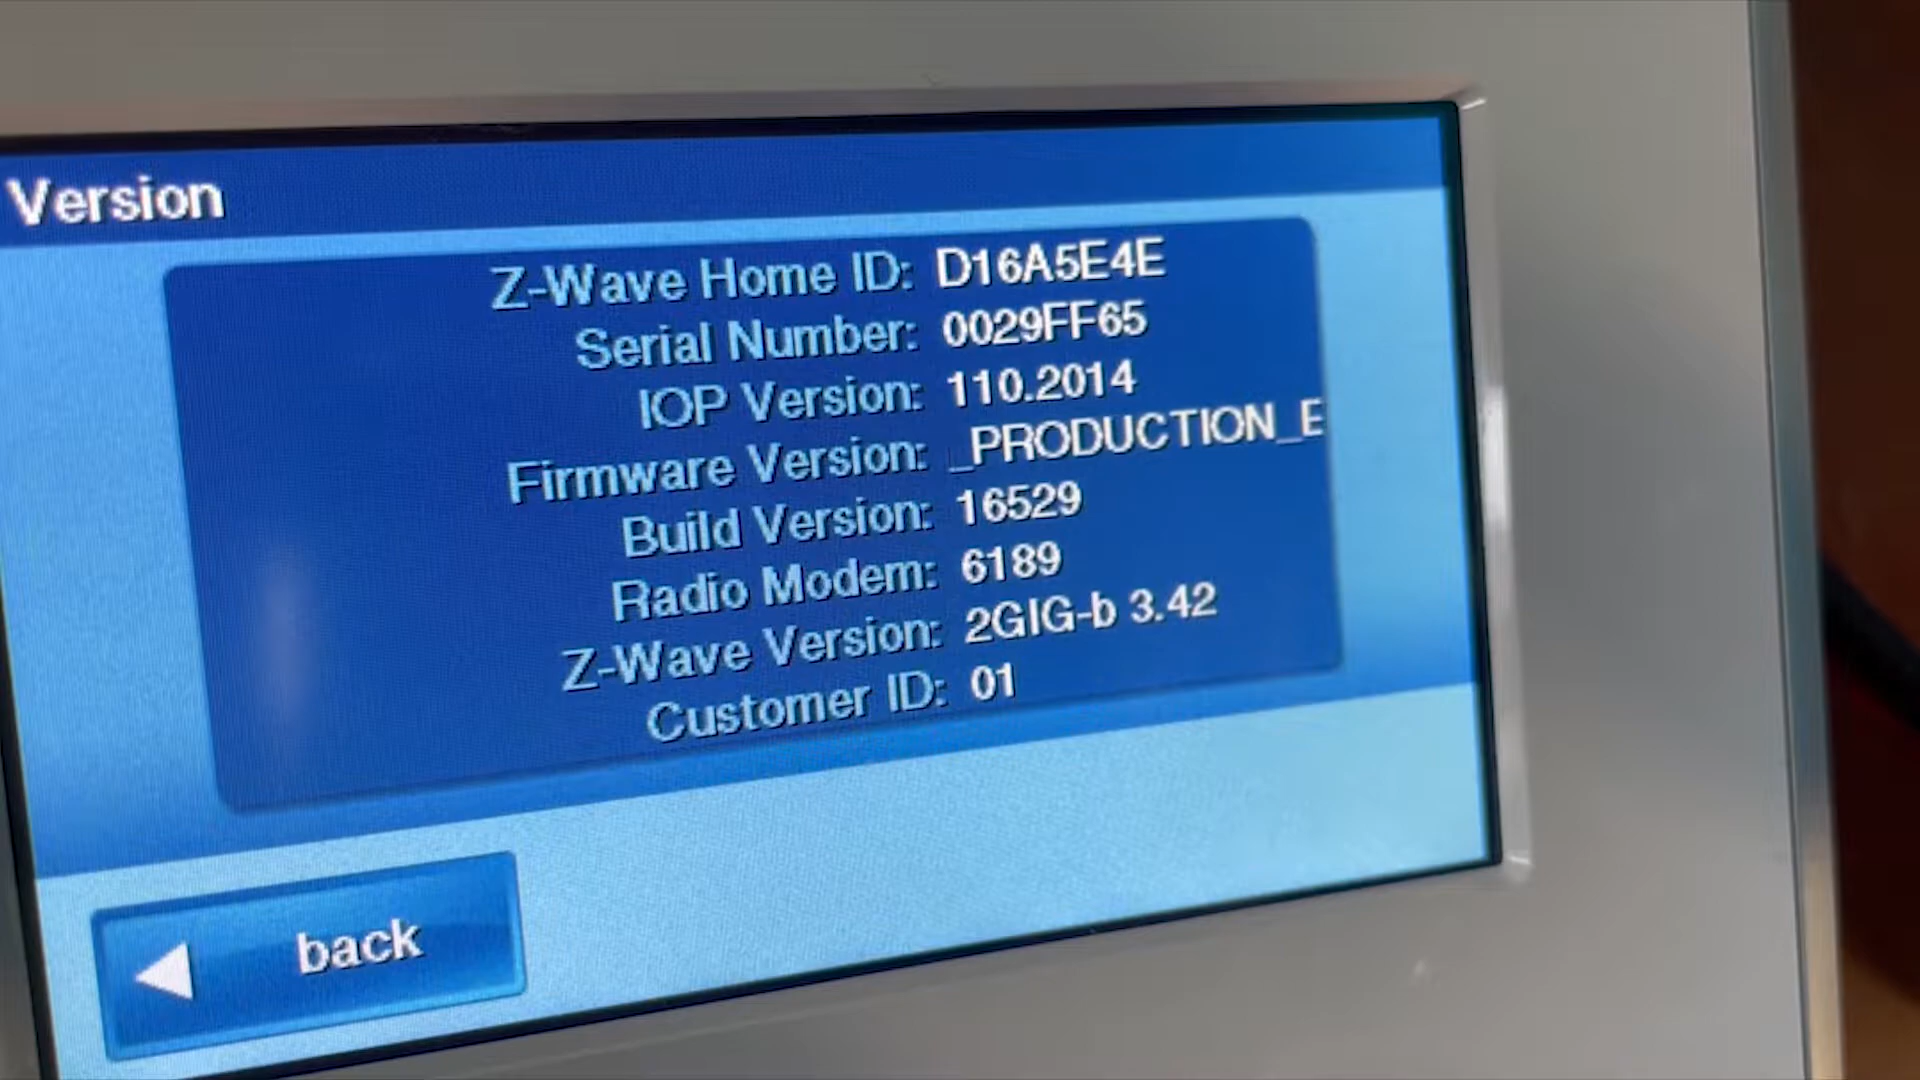 Version
Z-Wave Home ID: D16A5E4E
Serial Number: 0029FF65
IOP Version: 110.2014
Firmware Version: _PRODUCTION_E
Build Version: 16529
Radio Modem: 6189
Z-Wave Version: 2GIG-b 3.42
Customer ID: 01
back